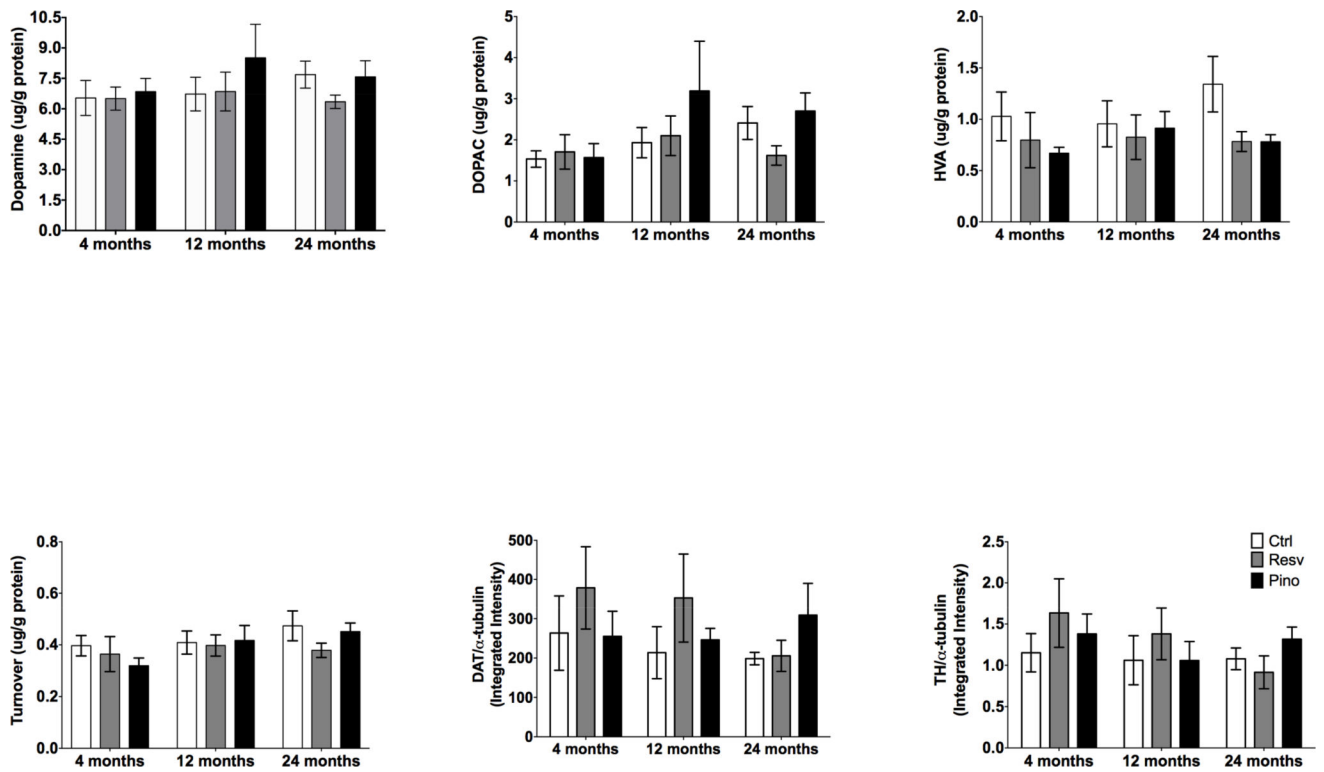 Dopamine (ug/g protein)
10.5
9.0
7.5
6.0
4.5
3.0
1.5
0.0
4 months
12 months
24 months
DOPAC (ug/g protein)
5
4
3
2
1
0
4 months
12 months
24 months
HVA (ug/g protein)
2.0
1.5
1.0
0.5
0.0
4 months
12 months
24 months
Turnover (ug/g protein)
0.8
0.6
0.4
0.2
0.0
4 months
12 months
24 months
DAT/α-tubulin
(Integrated Intensity)
500
400
300
200
100
0
4 months
12 months
24 months
TH/α-tubulin
(Integrated Intensity)
2.5
2.0
1.5
1.0
0.5
0.0
4 months
12 months
24 months
Ctrl
Resv
Pino